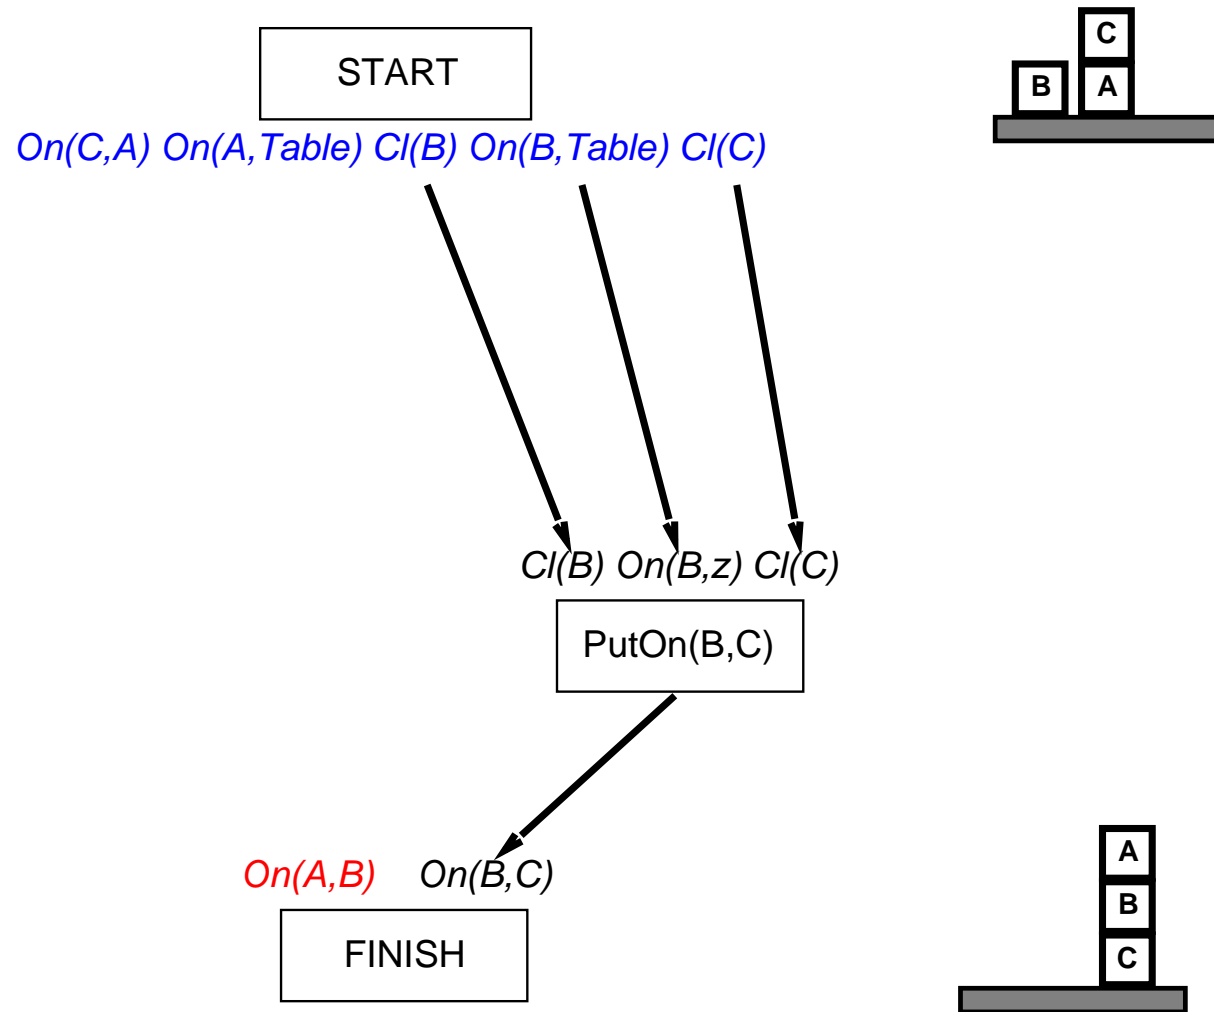 START
On(C,A) On(A,Table) Cl(B) On(B,Table) Cl(C)
C
B A
Cl(B) On(B,z) Cl(C)
PutOn(B,C)
On(A,B) On(B,C)
FINISH
A
B
C